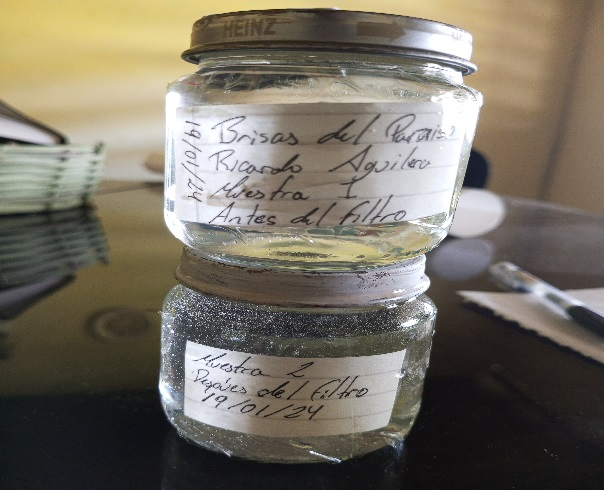 HEINZ
Brisas del Paraiso
Ricardo Aguilera
Muestra I
Antes del filtro
19/01/24
Muestra 2
Después del filtro
19/01/24